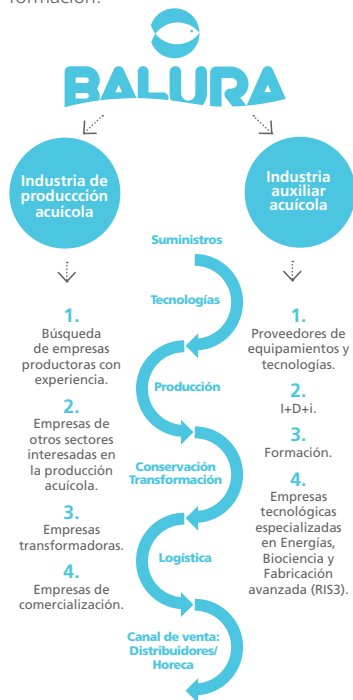 formación.
BALURA
Industria de
produccción
acuícola
Industria
auxiliar
acuícola
Suministros
Tecnologías
Producción
Conservación
Transformación
Logística
Canal de venta:
Distribuidores/
Horeca
1.
Búsqueda
de empresas
productoras con
experiencia.
2.
Empresas de
otros sectores
interesadas en
la producción
acuícola.
3.
Empresas
transformadoras.
4.
Empresas de
comercialización.
1.
Proveedores de
equipamientos y
tecnologías.
2.
I+D+i.
3.
Formación.
4.
Empresas
tecnológicas
especializadas
en Energías,
Biociencia y
Fabricación
avanzada (RIS3).